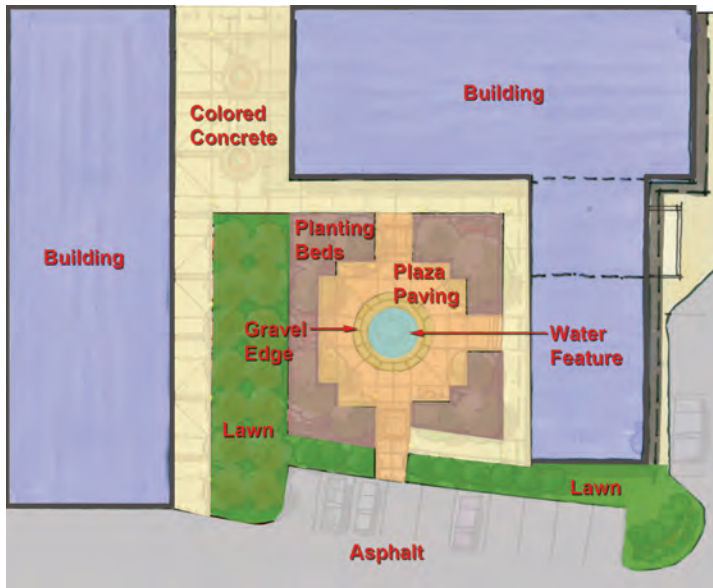 Building
Colored
Concrete
Building
Planting
Beds
Plaza
Paving
Gravel
Edge
Water
Feature
Lawn
Lawn
Asphalt